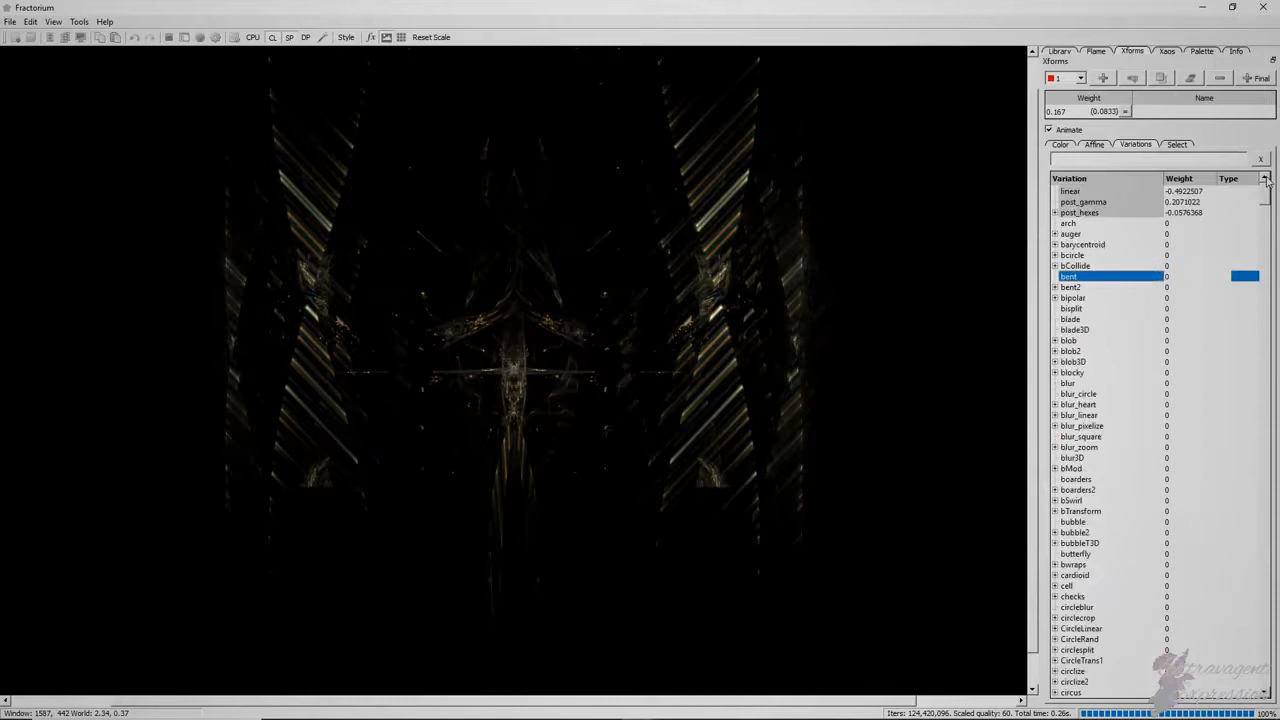 Fractorium
File Edit View Tools Help
CPU CL SP DP Style fx Reset Scale
Library Flame Xforms Xaos Palette Info
Xforms
1 Final
Weight Name
0.167 (0.0833) =
Animate
Color Affine Variations Select
X
Variation Weight Type
linear -0.4922507
post_gamma 0.2071022
post_hexes -0.0576368
arch 0
auger 0
barycentroid 0
bcircle 0
bCollide 0
bent 0
bent2 0
bipolar 0
bisplit 0
blade 0
blade3D 0
blob 0
blob2 0
blob3D 0
blocky 0
blur 0
blur_circle 0
blur_heart 0
blur_linear 0
blur_pixelize 0
blur_square 0
blur_zoom 0
blur3D 0
bMod 0
boarders 0
boarders2 0
bSwirl 0
bTransform 0
bubble 0
bubble2 0
bubbleT3D 0
butterfly 0
bwraps 0
cardioid 0
cell 0
checks 0
circleblur 0
circlecrop 0
CircleLinear 0
CircleRand 0
circlesplit 0
CircleTrans1 0
circlize 0
circlize2 0
circus 0
World: 2.34, 0.37
Window: 1587, 442
Iters: 124,420,096. Scaled quality: 60. Total time: 0.26s. 100%